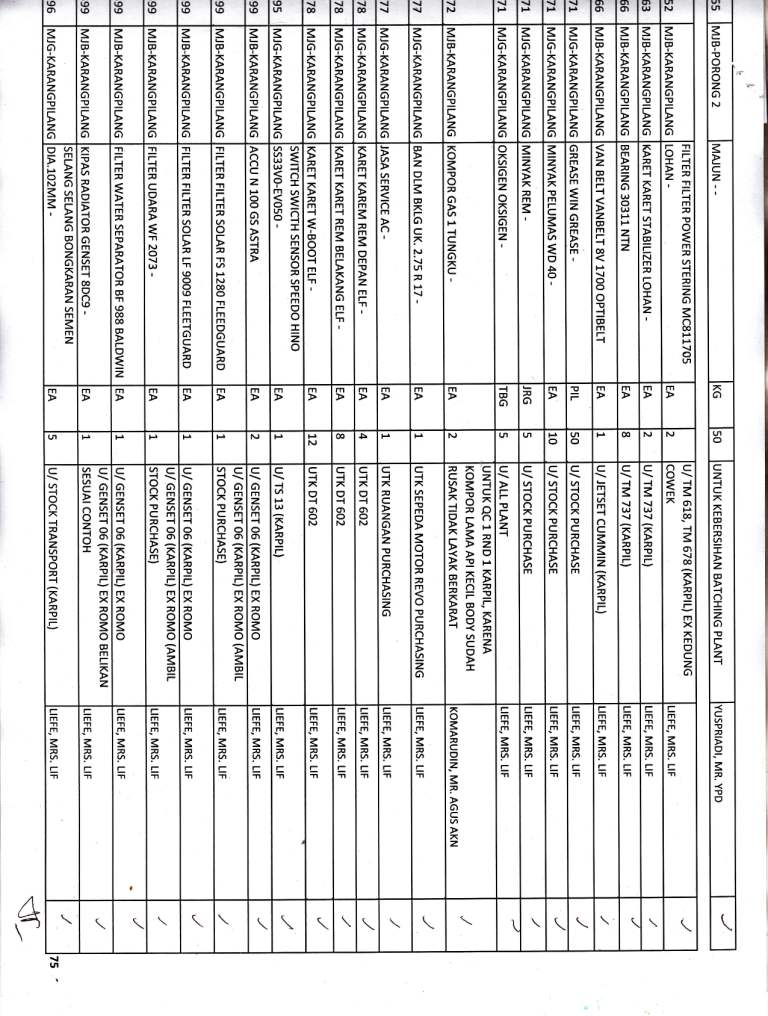 55 MJB-PORONG 2 MAJUN - - KG 50 UNTUK KEBERSIHAN BATCHING PLANT YUSPRIADI, MR. YPD
FILTER FILTER POWER STERING MC811705 U/ TM 618, TM 678 (KARPIL) EX KEDUNG
52 MJB-KARANGPILANG LOHAN - EA 2 COWEK LIEFE, MRS. LIF
63 MJB-KARANGPILANG KARET KARET STABILIZER LOHAN - EA 2 U/ TM 737 (KARPIL) LIEFE, MRS. LIF
66 MJB-KARANGPILANG BEARING 30311 NTN EA 8 U/ TM 737 (KARPIL) LIEFE, MRS. LIF
66 MJB-KARANGPILANG VAN BELT VANBELT 8V 1700 OPTIBELT EA 1 U/ JETSET CUMMIN (KARPIL) LIEFE, MRS. LIF
71 MJG-KARANGPILANG GREASE WIN GREASE - PIL 50 U/ STOCK PURCHASE LIEFE, MRS. LIF
71 MJG-KARANGPILANG MINYAK PELUMAS WD 40 - EA 10 U/ STOCK PURCHASE LIEFE, MRS. LIF
71 MJG-KARANGPILANG MINYAK REM - JRG 5 U/ STOCK PURCHASE LIEFE, MRS. LIF
71 MJG-KARANGPILANG OKSIGEN OKSIGEN - TBG 5 U/ ALL PLANT LIEFE, MRS. LIF
UNTUK QC 1 RND 1 KARPIL, KARENA
KOMPOR LAMA API KECIL BODY SUDAH
72 MJB-KARANGPILANG KOMPOR GAS 1 TUNGKU - EA 2 RUSAK TIDAK LAYAK BERKARAT KOMARUDIN, MR. AGUS AKN
77 MJG-KARANGPILANG BAN DLM BKLG UK. 2.75 R 17 - EA 1 UTK SEPEDA MOTOR REVO PURCHASING LIEFE, MRS. LIF
77 MJG-KARANGPILANG JASA SERVICE AC - EA 1 UTK RUANGAN PURCHASING LIEFE, MRS. LIF
78 MJG-KARANGPILANG KARET KAREM REM DEPAN ELF - EA 4 UTK DT 602 LIEFE, MRS. LIF
78 MJG-KARANGPILANG KARET KARET REM BELAKANG ELF - EA 8 UTK DT 602 LIEFE, MRS. LIF
78 MJG-KARANGPILANG KARET KARET W-BOOT ELF - EA 12 UTK DT 602 LIEFE, MRS. LIF
SWITCH SWICTH SENSOR SPEEDO HINO
95 MJG-KARANGPILANG SS33V0-EV050 - EA 1 U/ TS 13 (KARPIL) LIEFE, MRS. LIF
99 MJB-KARANGPILANG ACCU N 100 GS ASTRA EA 2 U/ GENSET 06 (KARPIL) EX ROMO LIEFE, MRS. LIF
U/ GENSET 06 (KARPIL) EX ROMO (AMBIL
99 MJB-KARANGPILANG FILTER FILTER SOLAR FS 1280 FLEEDGUARD EA 1 STOCK PURCHASE) LIEFE, MRS. LIF
99 MJB-KARANGPILANG FILTER FILTER SOLAR LF 9009 FLEETGUARD EA 1 U/ GENSET 06 (KARPIL) EX ROMO LIEFE, MRS. LIF
U/ GENSET 06 (KARPIL) EX ROMO (AMBIL
99 MJB-KARANGPILANG FILTER UDARA WF 2073 - EA 1 STOCK PURCHASE) LIEFE, MRS. LIF
99 MJB-KARANGPILANG FILTER WATER SEPARATOR BF 988 BALDWIN EA 1 U/ GENSET 06 (KARPIL) EX ROMO LIEFE, MRS. LIF
U/ GENSET 06 (KARPIL) EX ROMO BELIKAN
99 MJB-KARANGPILANG KIPAS RADIATOR GENSET 8DC9 - EA 1 SESUAI CONTOH LIEFE, MRS. LIF
SELANG SELANG BONGKARAN SEMEN
96 MJG-KARANGPILANG DIA.102MM - EA 5 U/ STOCK TRANSPORT (KARPIL) LIEFE, MRS. LIF
75 -